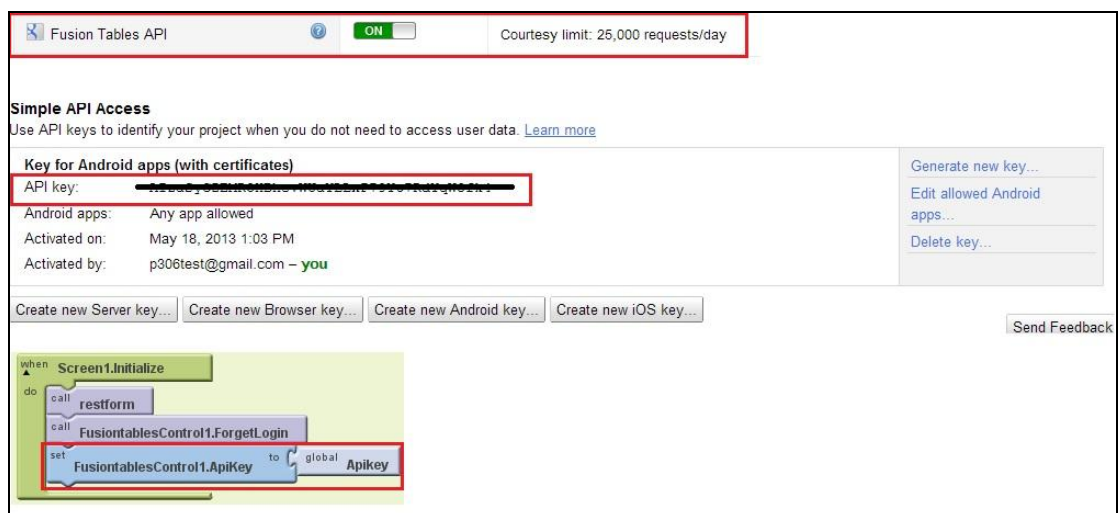 Fusion Tables API ON Courtesy limit: 25,000 requests/day
Simple API Access
Use API keys to identify your project when you do not need to access user data. Learn more
Key for Android apps (with certificates)
API key:
Android apps: Any app allowed
Activated on: May 18, 2013 1:03 PM
Activated by: p306test@gmail.com – you
Generate new key...
Edit allowed Android
apps...
Delete key...
Create new Server key... Create new Browser key... Create new Android key... Create new iOS key...
Send Feedback
when Screen1.Initialize
do call restform
call FusiontablesControl1.ForgetLogin
set FusiontablesControl1.ApiKey to global Apikey